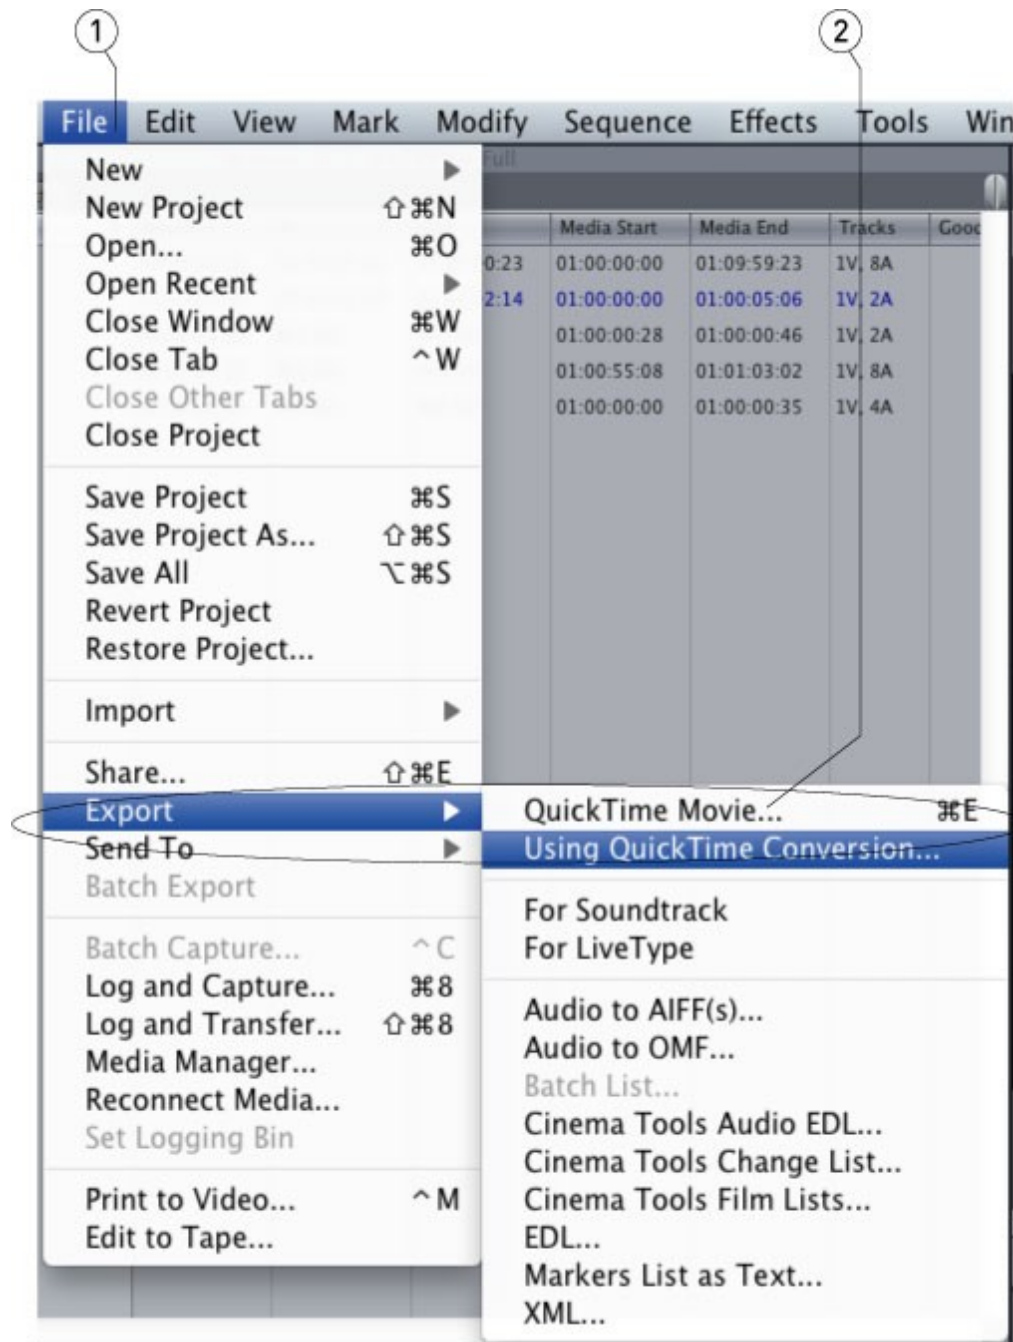 1 2
File Edit View Mark Modify Sequence Effects Tools Win
Full
Media Start Media End Tracks Good
0:23 01:00:00:00 01:09:59:23 1V, 8A
2:14 01:00:00:00 01:00:05:06 1V, 2A
01:00:00:28 01:00:00:46 1V, 2A
01:00:55:08 01:01:03:02 1V, 8A
01:00:00:00 01:00:00:35 1V, 4A
New ▶
New Project ⇧⌘N
Open... ⌘O
Open Recent ▶
Close Window ⌘W
Close Tab ^W
Close Other Tabs
Close Project
Save Project ⌘S
Save Project As... ⇧⌘S
Save All ⌥⌘S
Revert Project
Restore Project...
Import ▶
Share... ⇧⌘E
Export ▶
Send To ▶
Batch Export
Batch Capture... ^C
Log and Capture... ⌘8
Log and Transfer... ⇧⌘8
Media Manager...
Reconnect Media...
Set Logging Bin
Print to Video... ^M
Edit to Tape...
QuickTime Movie... ⌘E
Using QuickTime Conversion...
For Soundtrack
For LiveType
Audio to AIFF(s)...
Audio to OMF...
Batch List...
Cinema Tools Audio EDL...
Cinema Tools Change List...
Cinema Tools Film Lists...
EDL...
Markers List as Text...
XML...